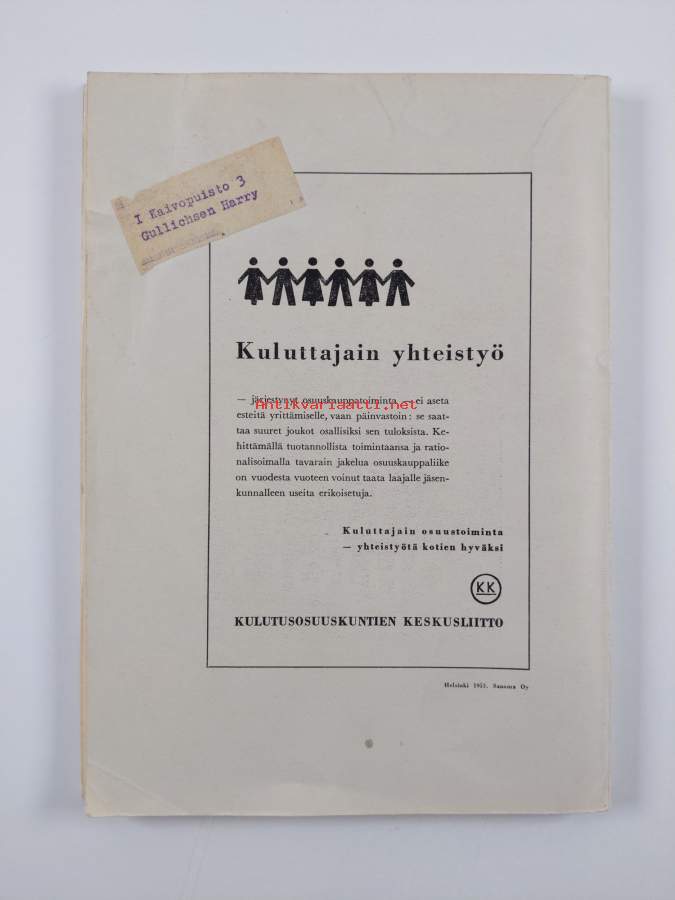 I Kaivopuisto 3
Gullichsen Harry
Kuluttajain yhteistyö
— järjestynyt osuuskauppatoiminta — ei aseta
Antikvariaatti.net
esteitä yrittämiselle, vaan päinvastoin: se saat-
taa suuret joukot osallisiksi sen tuloksista. Ke-
hittämällä tuotannollista toimintaansa ja ratio-
nalisoimalla tavarain jakelua osuuskauppaliike
on vuodesta vuoteen voinut taata laajalle jäsen-
kunnalleen useita erikoisetuja.
Kuluttajain osuustoiminta
— yhteistyötä kotien hyväksi
KK
KULUTUSOSUUSKUNTIEN KESKUSLIITTO
Helsinki Sanoma Oy